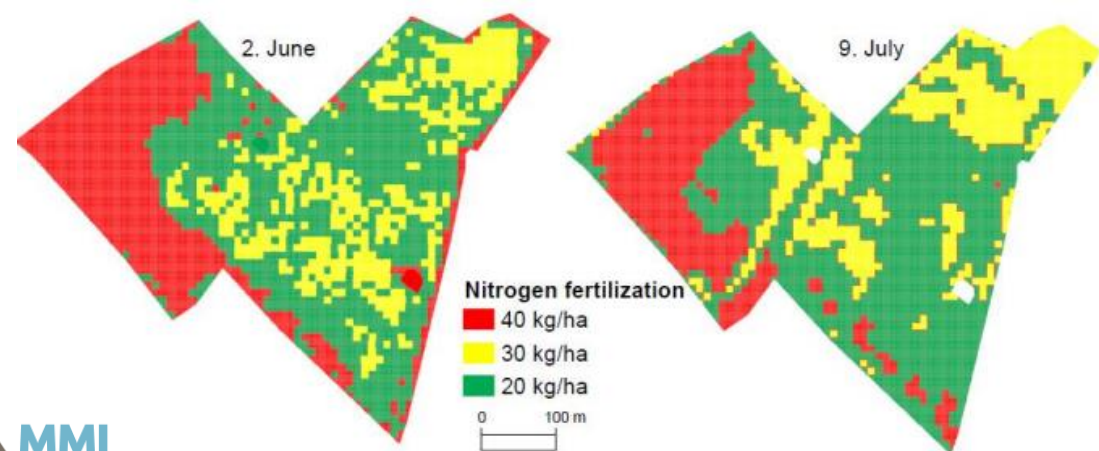 2. June
9. July
Nitrogen fertilization
40 kg/ha
30 kg/ha
20 kg/ha
0 100 m
MMI